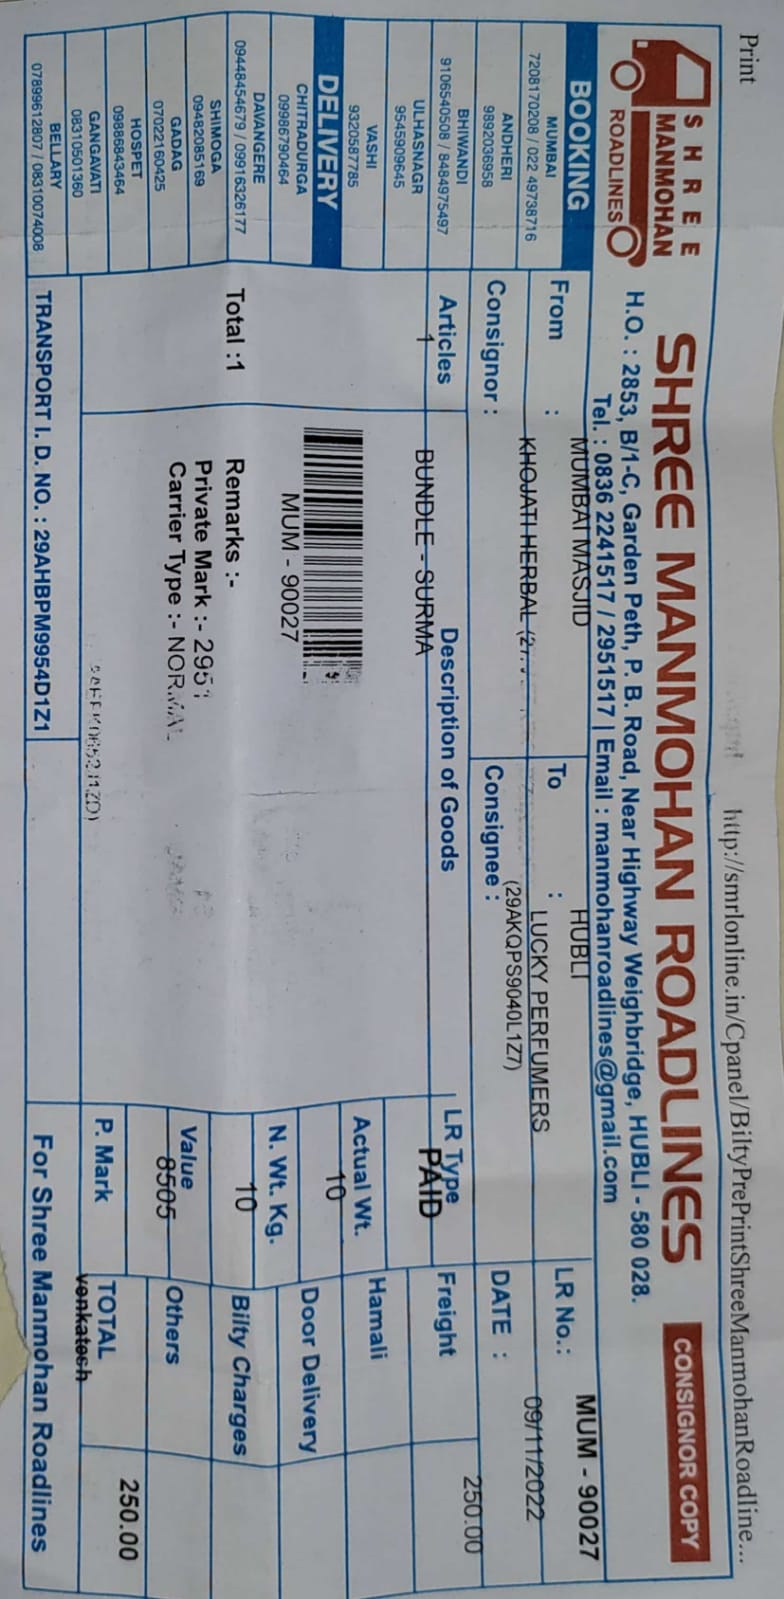 Print
http://smrlonline.in/Cpanel/BiltyPrePrintShreeManmohanRoadline...
SHREE
MANMOHAN
ROADLINES
SHREE MANMOHAN ROADLINES
CONSIGNOR COPY
H.O. : 2853, B/1-C, Garden Peth, P. B. Road, Near Highway Weighbridge, HUBLI - 580 028.
Tel. : 0836 2241517 / 2951517 | Email : manmohanroadlines@gmail.com
BOOKING
MUMBAI
7208170208 / 022 49738716
ANDHERI
9892036958
BHIWANDI
9106540508 / 8484975497
ULHASNAGR
9545909645
VASHI
9320587785
DELIVERY
CHITRADURGA
09986790464
DAVANGERE
09448454679 / 09916326177
SHIMOGA
09482085169
GADAG
07022160425
HOSPET
09886843464
GANGAVATI
08310501360
BELLARY
07899612807 / 08310074008
From : MUMBAI MASJID
To : HUBLI
LR No.: MUM - 90027
Consignor : KHOJATI HERBAL
Consignee : LUCKY PERFUMERS
(29AKQPS9040L1Z7)
DATE : 09/11/2022
Articles
Description of Goods
LR Type
Freight
1
BUNDLE - SURMA
PAID
250.00
Actual Wt.
Hamali
10
MUM - 90027
N. Wt. Kg.
Door Delivery
10
Total :1
Remarks :-
Bilty Charges
Private Mark :- 2951
Value
Others
Carrier Type :- NORMAL
8505
P. Mark
TOTAL
250.00
venkatesh
TRANSPORT I. D. NO. : 29AHBPM9954D1Z1
For Shree Manmohan Roadlines